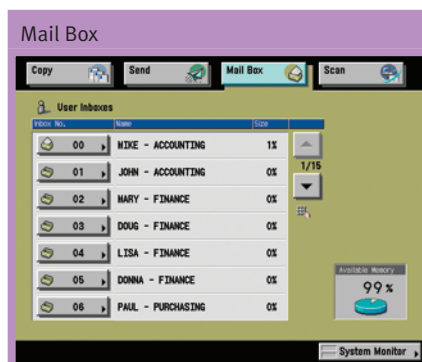 Mail Box
Copy Send Mail Box Scan
User Inboxes
Inbox No. Name Size
00 MIKE - ACCOUNTING 1%
01 JOHN - ACCOUNTING 0%
1/15
02 MARY - FINANCE 0%
03 DOUG - FINANCE 0%
04 LISA - FINANCE 0%
05 DONNA - FINANCE 0%
Available Memory
99 %
06 PAUL - PURCHASING 0%
System Monitor